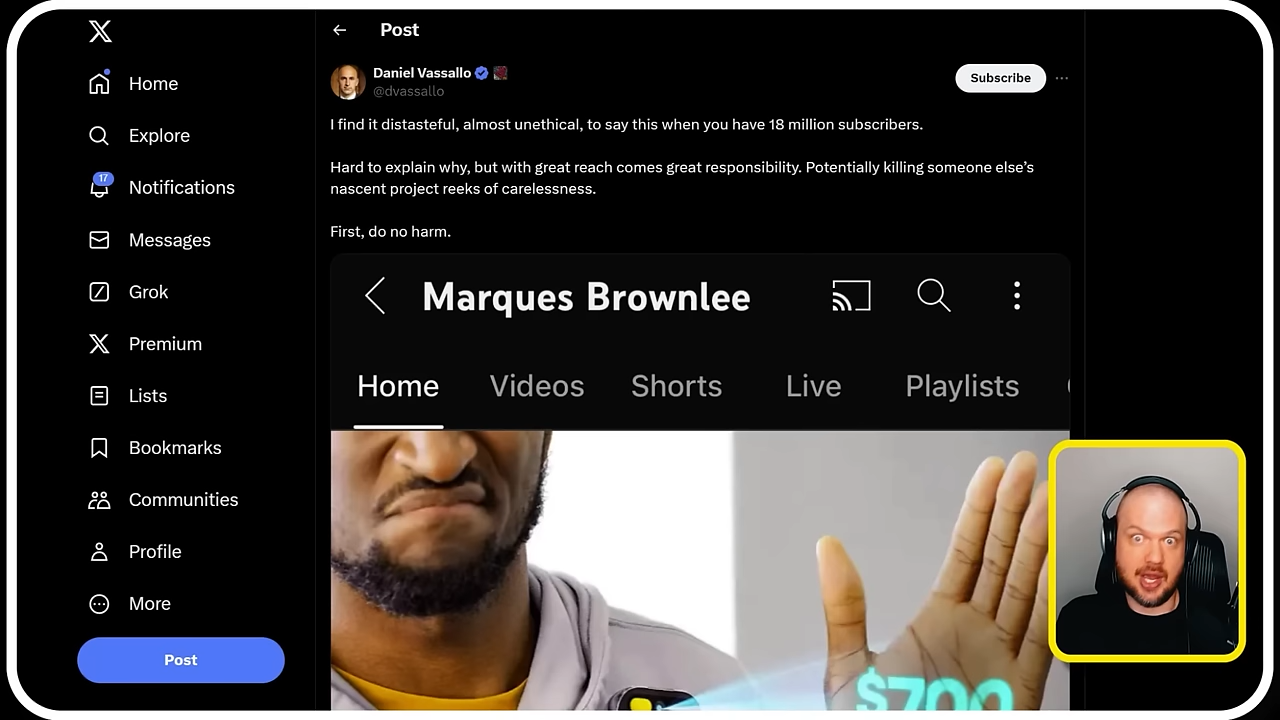 Post
Home
Explore
17
Notifications
Messages
Grok
Premium
Lists
Bookmarks
Communities
Profile
More
Post
Daniel Vassallo
@dvassallo
Subscribe
I find it distasteful, almost unethical, to say this when you have 18 million subscribers.
Hard to explain why, but with great reach comes great responsibility. Potentially killing someone else’s
nascent project reeks of carelessness.
First, do no harm.
Marques Brownlee
Home Videos Shorts Live Playlists
$700